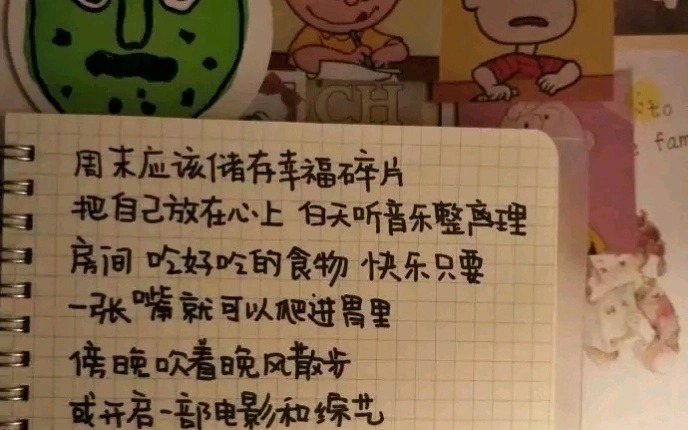 CH
to
fam
周末应该储存幸福碎片
把自己放在心上 白天听音乐整离理
房间 吃好吃的食物 快乐只要
一张嘴就可以爬进胃里
傍晚吹着晚风散步
或开启一部电影和综艺